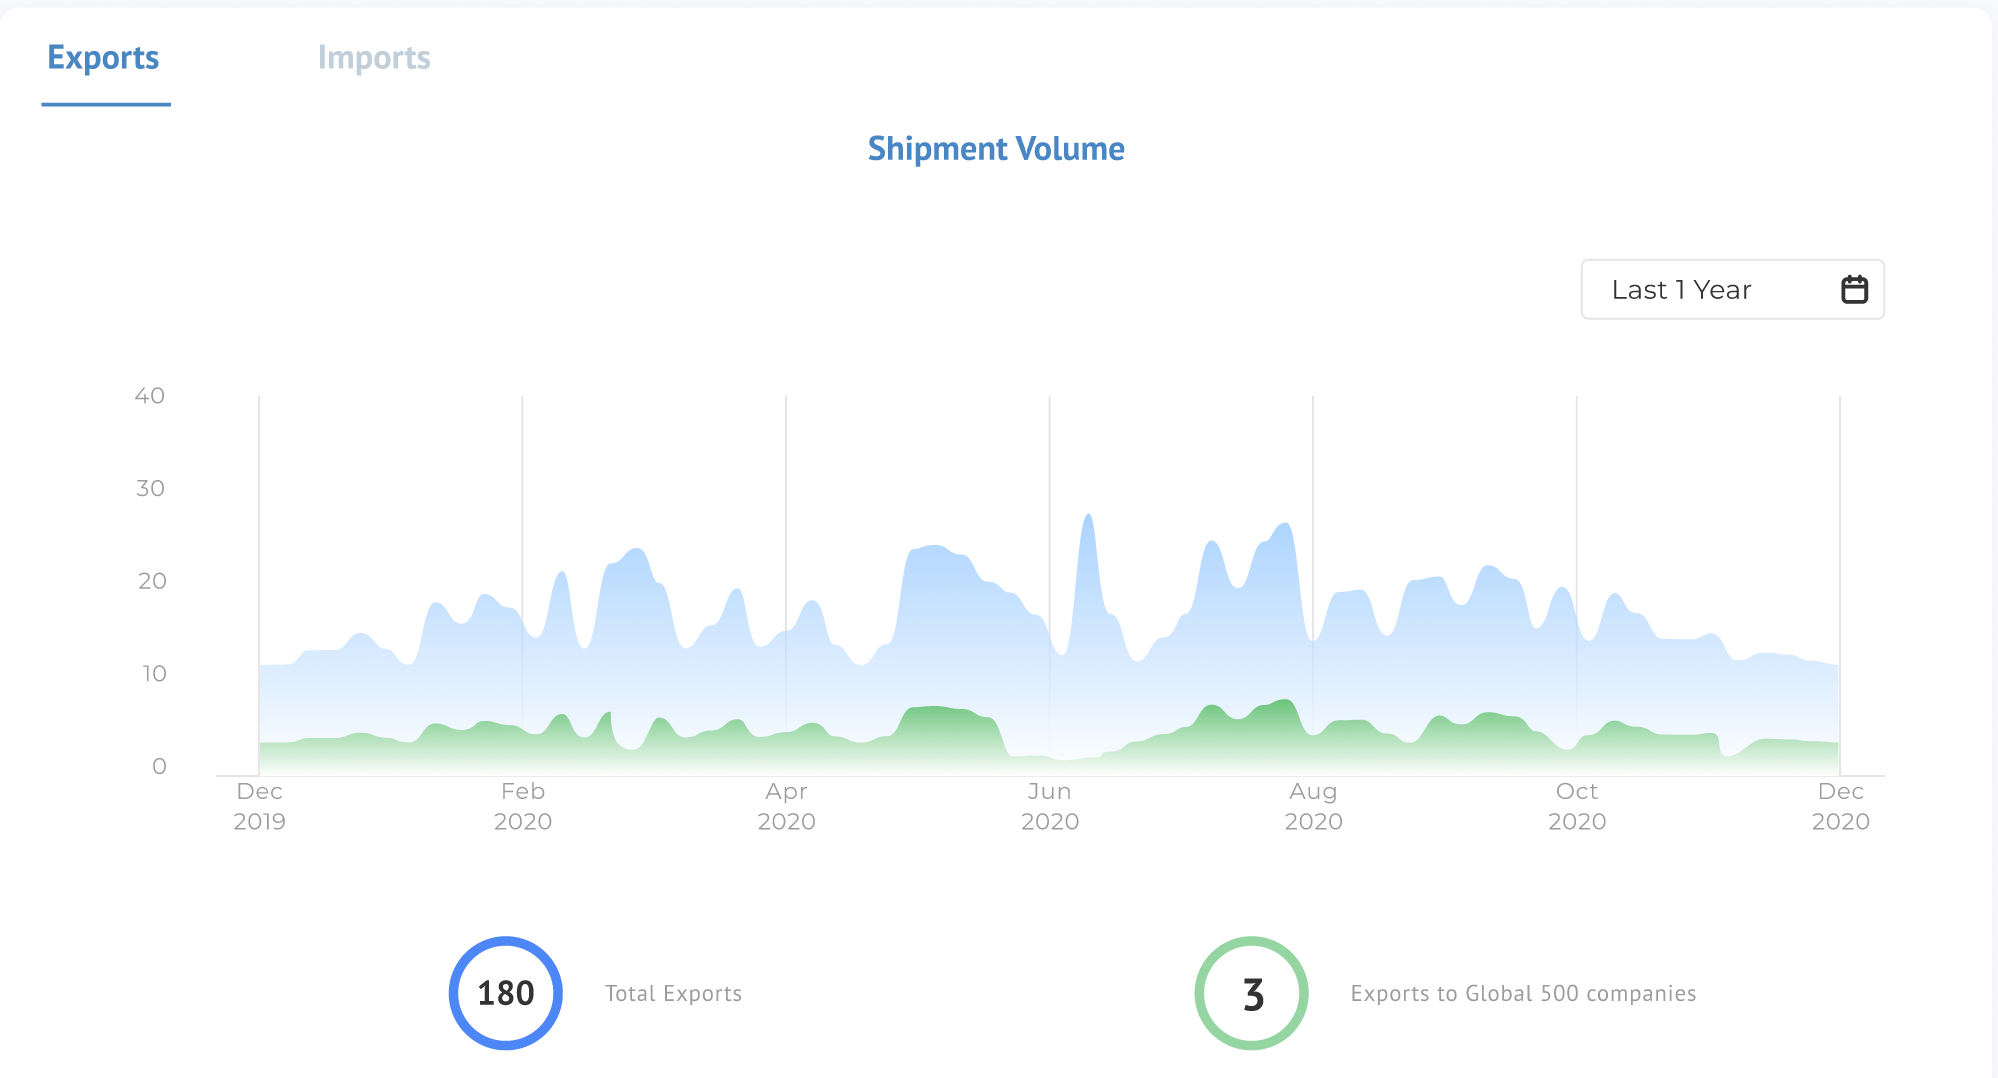 Exports Imports
Shipment Volume
Last 1 Year
40
30
20
10
0
Dec Feb Apr Jun Aug Oct Dec
2019 2020 2020 2020 2020 2020 2020
180 Total Exports 3 Exports to Global 500 companies